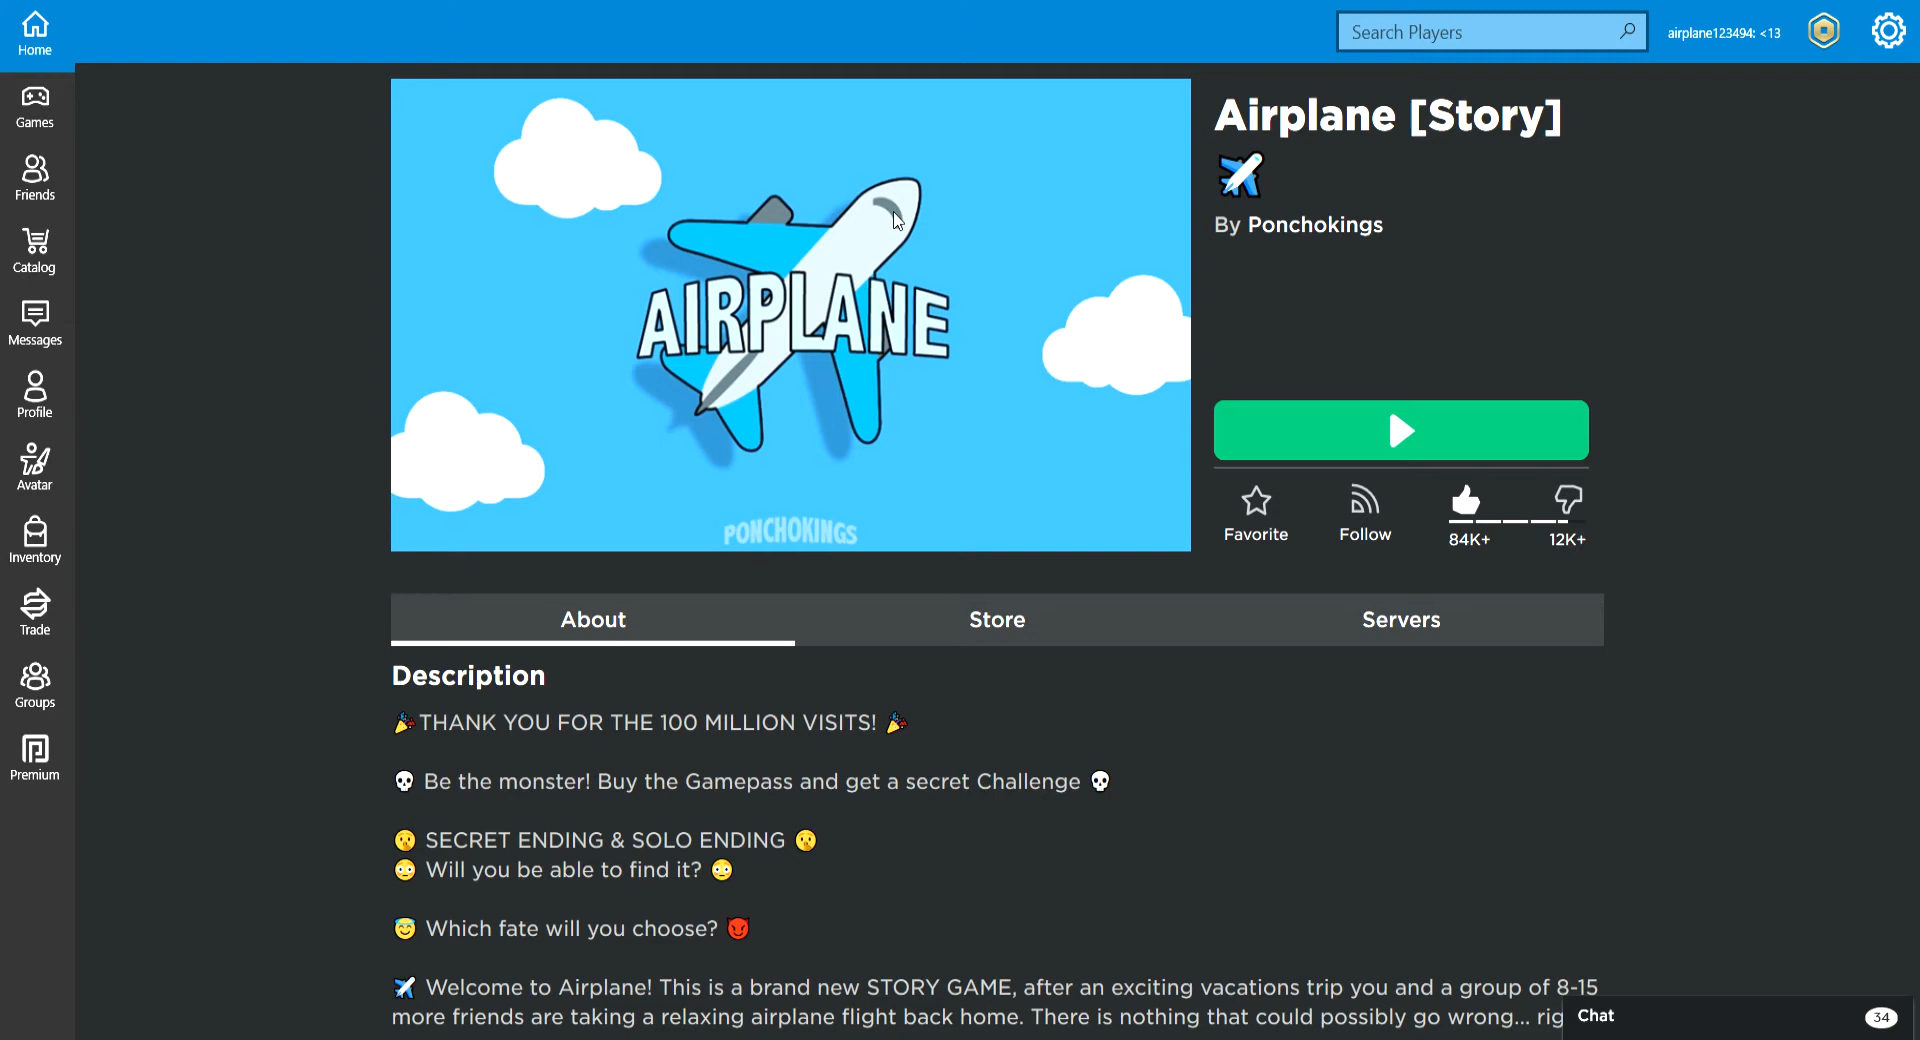 Home
Search Players
airplane123494: <13
Games
Friends
Catalog
Messages
Profile
Avatar
Inventory
Trade
Groups
Premium
AIRPLANE
PONCHOKINGS
Airplane [Story]
✈️
By Ponchokings
Favorite
Follow
84K+
12K+
About
Store
Servers
Description
🎉THANK YOU FOR THE 100 MILLION VISITS! 🎉
💀 Be the monster! Buy the Gamepass and get a secret Challenge 💀
🤫 SECRET ENDING & SOLO ENDING 🤫
😳 Will you be able to find it? 😳
😇 Which fate will you choose? 😈
✈️ Welcome to Airplane! This is a brand new STORY GAME, after an exciting vacations trip you and a group of 8-15
more friends are taking a relaxing airplane flight back home. There is nothing that could possibly go wrong... rig
Chat
34